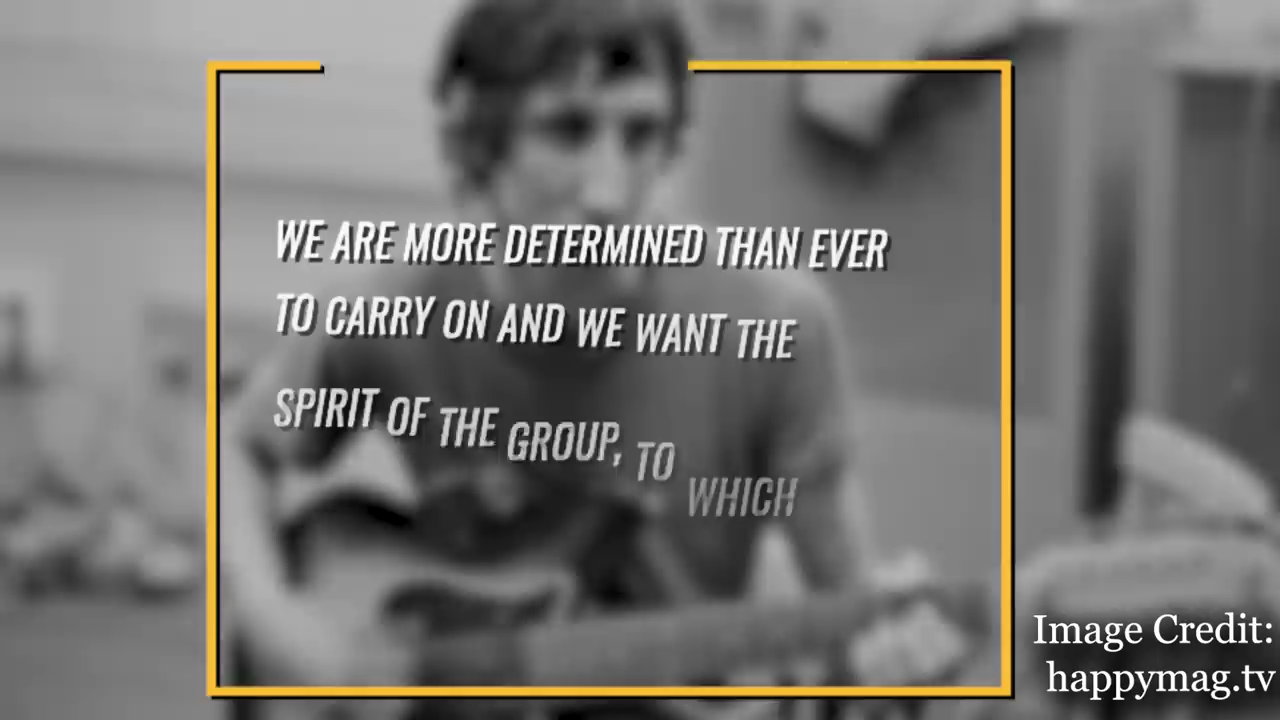 WE ARE MORE DETERMINED THAN EVER
TO CARRY ON AND WE WANT THE
SPIRIT OF THE GROUP, TO WHICH
Image Credit:
happymag.tv